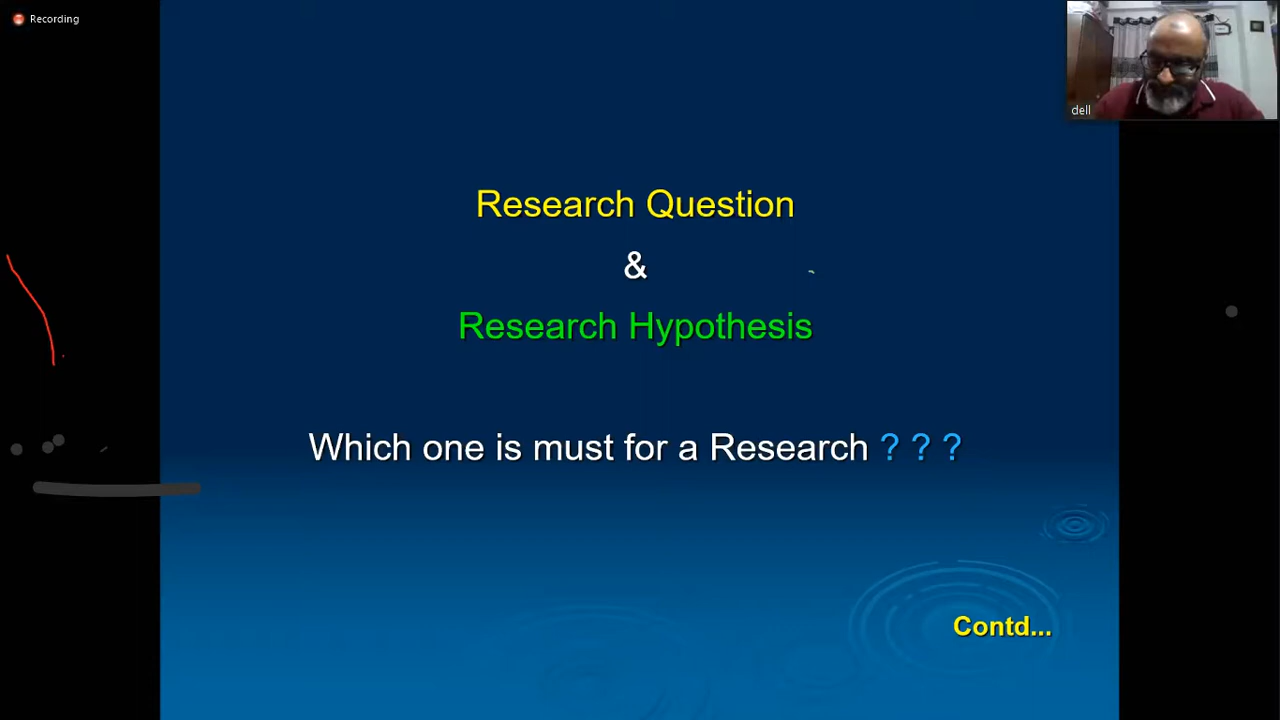 Recording
dell
Research Question
&
Research Hypothesis
Which one is must for a Research ? ? ?
Contd...